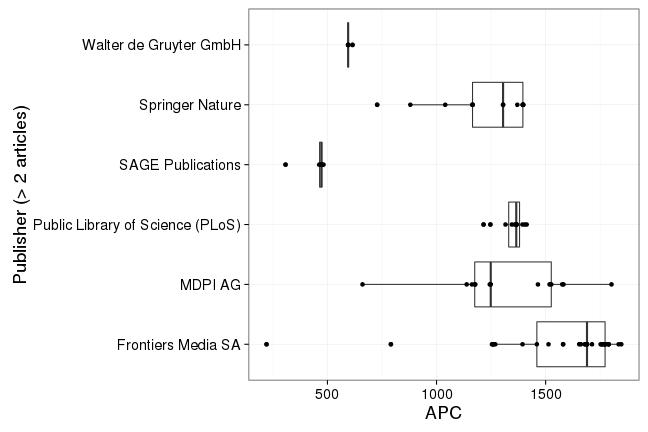 Publisher (> 2 articles)
Walter de Gruyter GmbH
Springer Nature
SAGE Publications
Public Library of Science (PLoS)
MDPI AG
Frontiers Media SA
500 1000 1500
APC